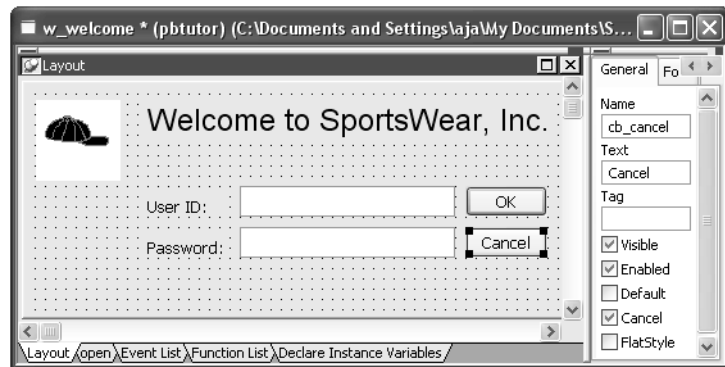 w_welcome * (pbtutor) (C:\Documents and Settings\aja\My Documents\S...
Layout
Welcome to SportsWear, Inc.
User ID:
OK
Password:
Cancel
Layout
open
Event List
Function List
Declare Instance Variables
General
Fo
Name
cb_cancel
Text
Cancel
Tag
Visible
Enabled
Default
Cancel
FlatStyle